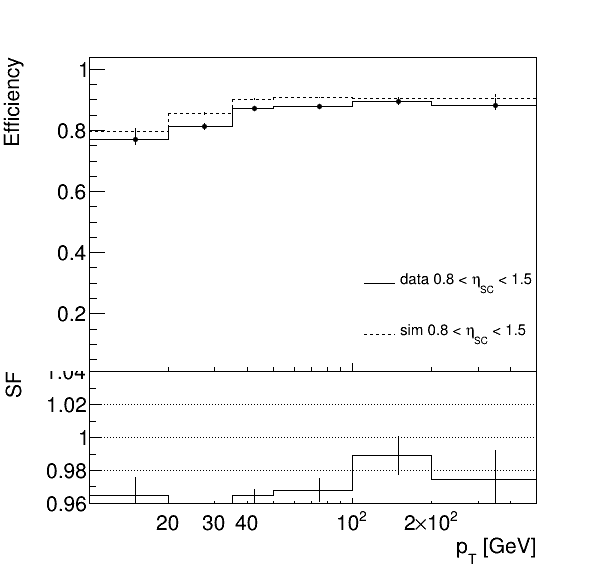 Efficiency
1
0.8
0.6
0.4
0.2
data 0.8 < η_SC < 1.5
sim 0.8 < η_SC < 1.5
SF
1.04
1.02
1
0.98
0.96
20 30 40 10² 2×10²
p_T [GeV]